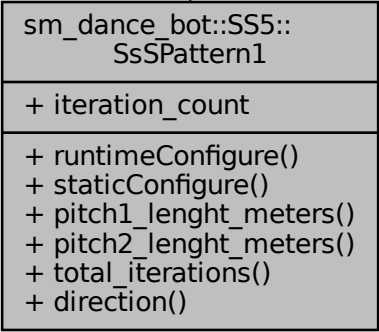 sm_dance_bot::SS5::
SsSPattern1
+ iteration_count
+ runtimeConfigure()
+ staticConfigure()
+ pitch1_lenght_meters()
+ pitch2_lenght_meters()
+ total_iterations()
+ direction()